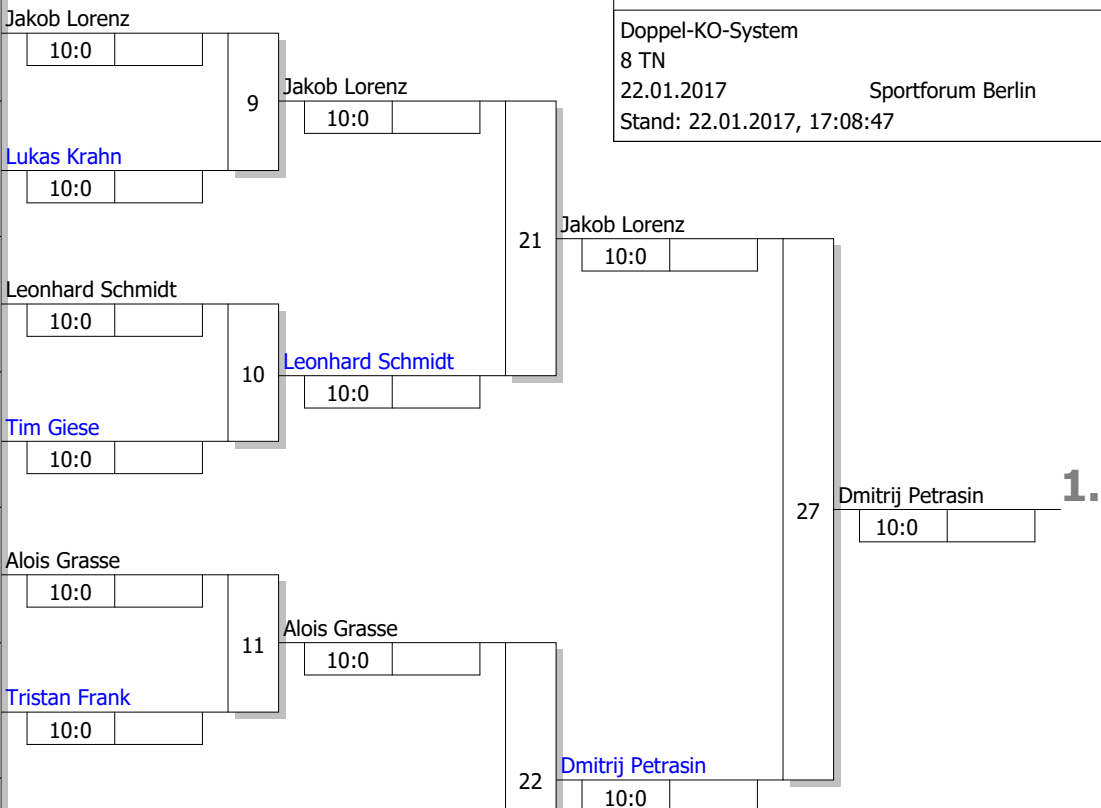 Jakob Lorenz
10:0
Doppel-KO-System
8 TN
22.01.2017 Sportforum Berlin
Stand: 22.01.2017, 17:08:47
9
Jakob Lorenz
10:0
Lukas Krahn
10:0
21
Jakob Lorenz
10:0
Leonhard Schmidt
10:0
10
Leonhard Schmidt
10:0
Tim Giese
10:0
27
Dmitrij Petrasin
1.
10:0
Alois Grasse
10:0
11
Alois Grasse
10:0
Tristan Frank
10:0
22
Dmitrij Petrasin
10:0